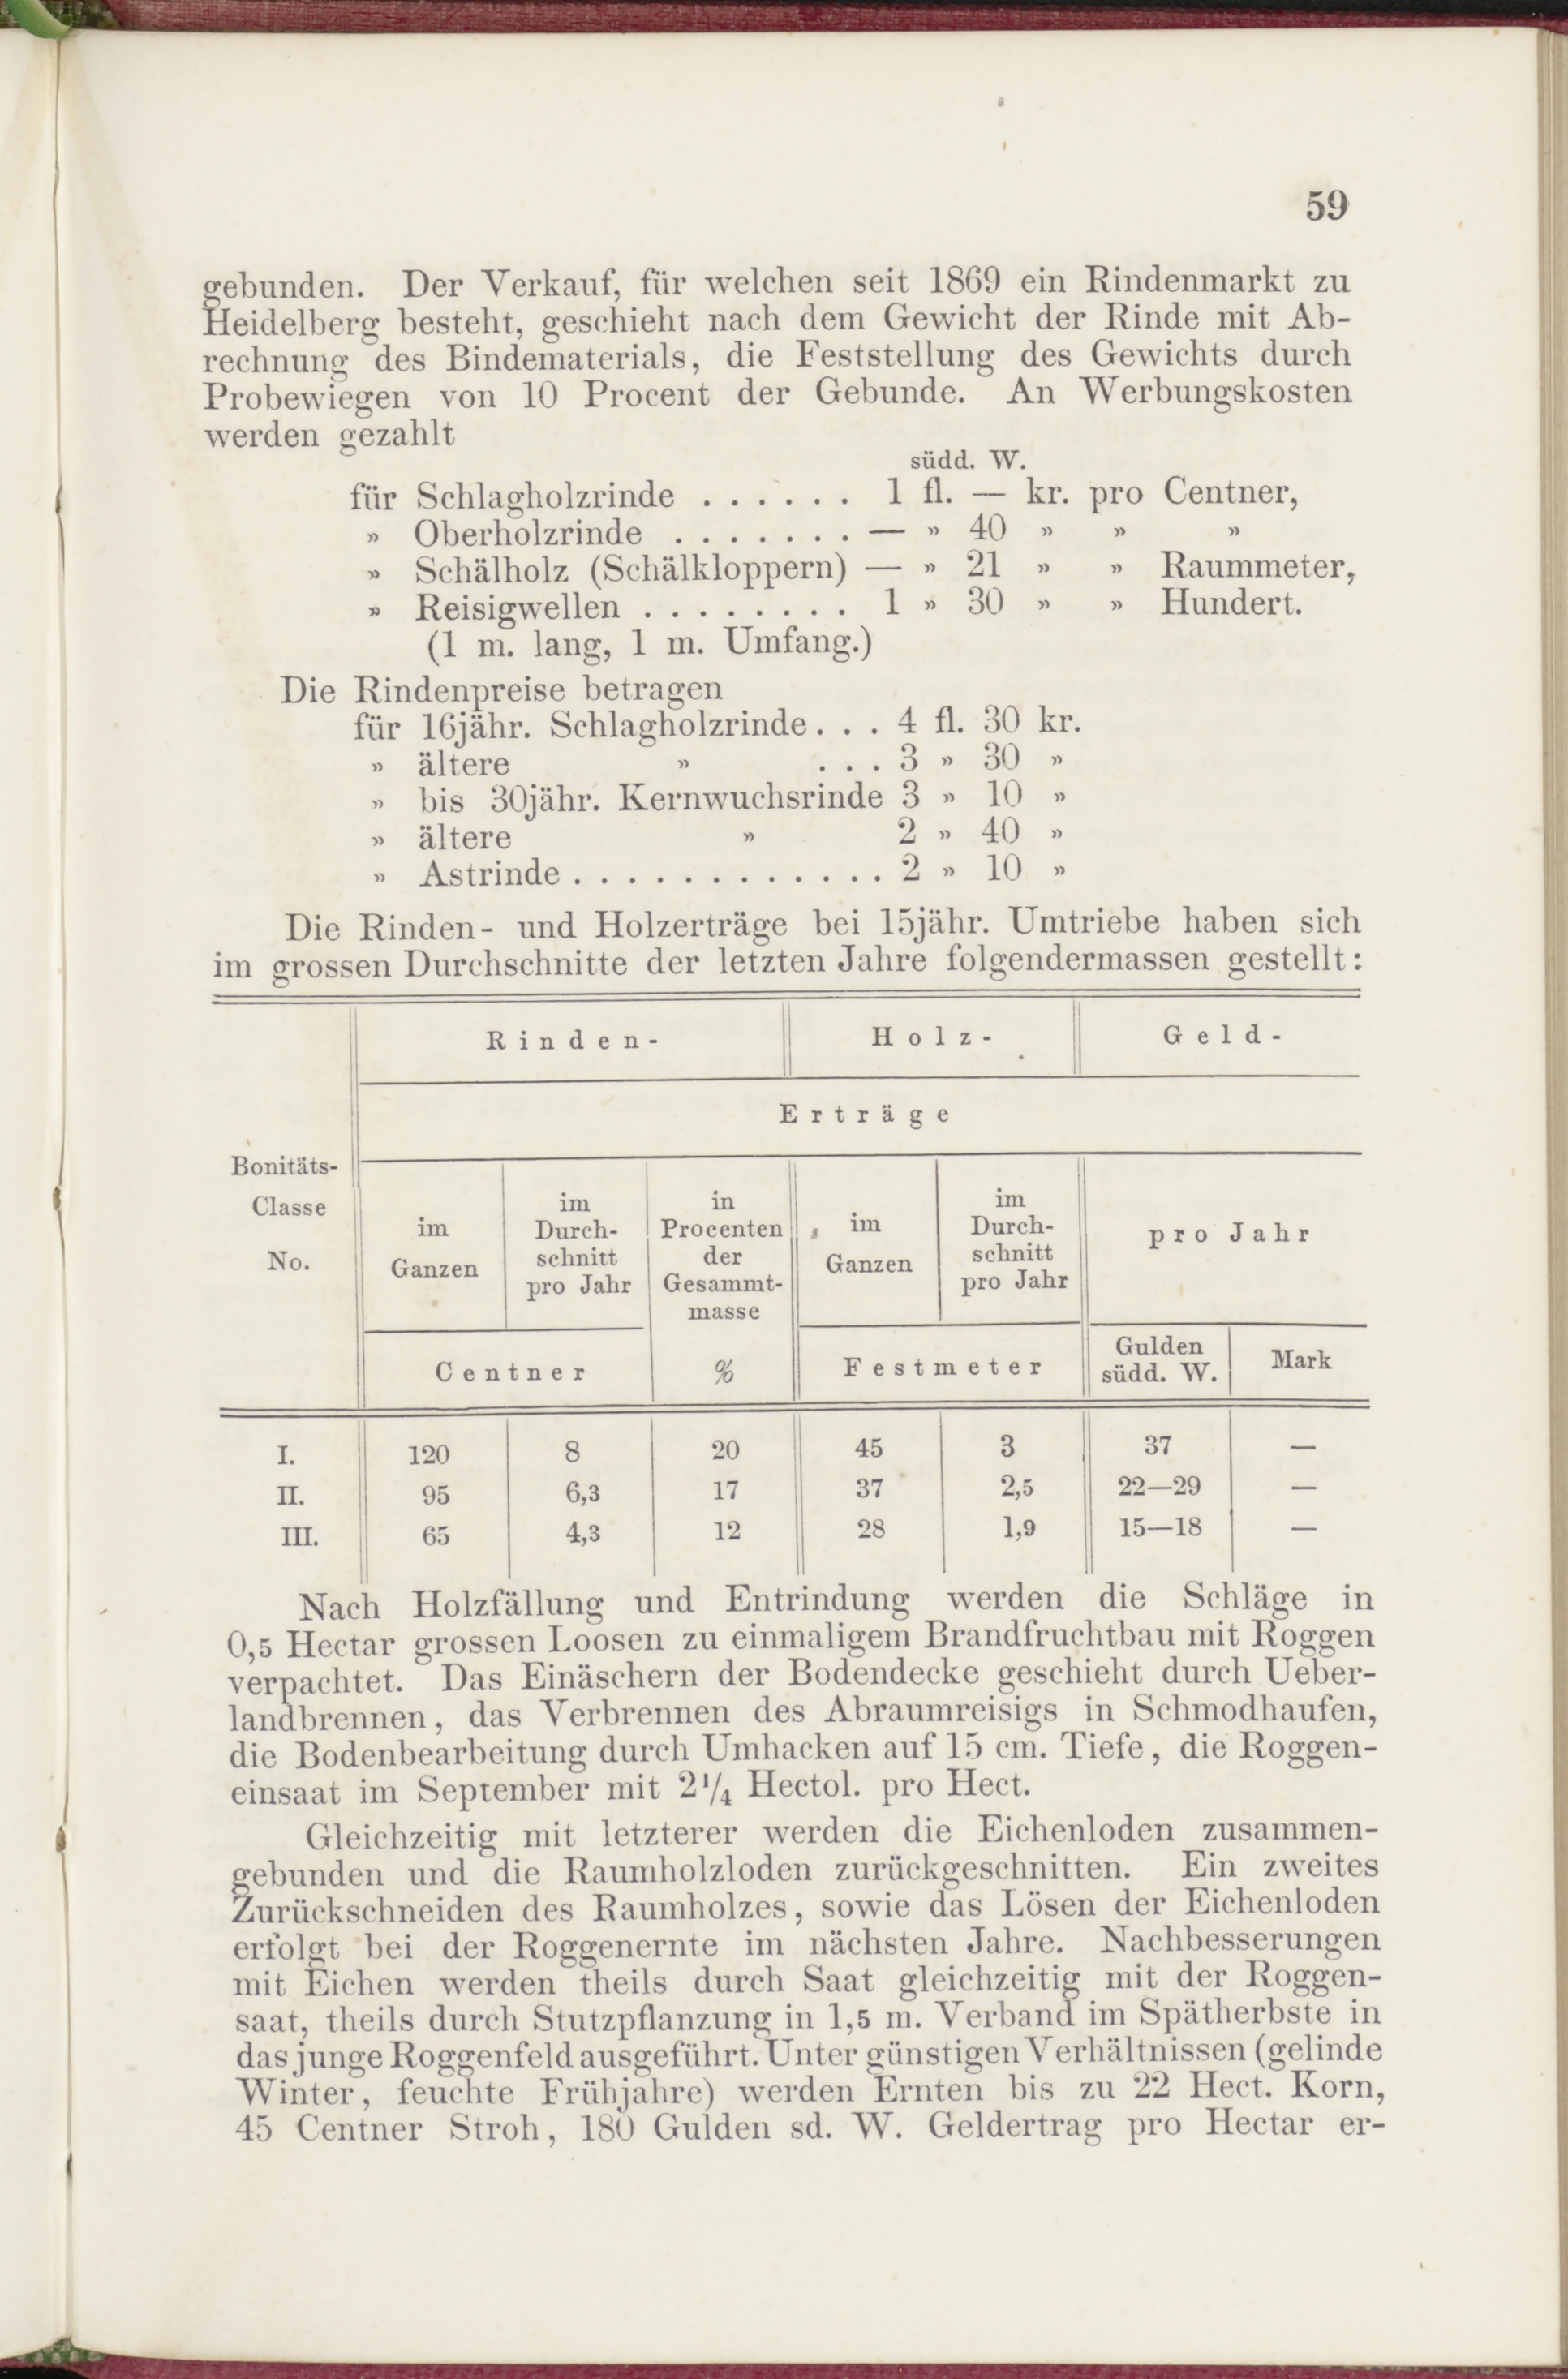 59
gebunden. Der Verkauf, für welchen seit 1869 ein Rindenmarkt zu
Heidelberg besteht, geschieht nach dem Gewicht der Rinde mit Ab-
rechnung des Bindematerials, die Feststellung des Gewichts durch
Probewiegen von 10 Procent der Gebunde. An Werbungskosten
werden gezahlt
südd. W.
für Schlagholzrinde . . . . . . 1 fl. — kr. pro Centner,
» Oberholzrinde . . . . . . . — » 40 » » »
» Schälholz (Schälkloppern) — » 21 » » Raummeter,
» Reisigwellen . . . . . . . . 1 » 30 » » Hundert.
(1 m. lang, 1 m. Umfang.)
Die Rindenpreise betragen
für 16jähr. Schlagholzrinde . . . 4 fl. 30 kr.
» ältere » . . . 3 » 30 »
» bis 30jähr. Kernwuchsrinde 3 » 10 »
» ältere » 2 » 40 »
» Astrinde . . . . . . . . . . . . 2 » 10 »
Die Rinden- und Holzerträge bei 15jähr. Umtriebe haben sich
im grossen Durchschnitte der letzten Jahre folgendermassen gestellt:
Bonitäts-
Classe
No.
Rinden- Holz- Geld-
Erträge
im
Ganzen
im
Durch-
schnitt
pro Jahr
in
Procenten
der
Gesammt-
masse
im
Ganzen
im
Durch-
schnitt
pro Jahr
pro Jahr
Centner % Festmeter
Gulden
südd. W.
Mark
I. 120 8 20 45 3 37 —
II. 95 6,3 17 37 2,5 22—29 —
III. 65 4,3 12 28 1,9 15—18 —
Nach Holzfällung und Entrindung werden die Schläge in
0,5 Hectar grossen Loosen zu einmaligem Brandfruchtbau mit Roggen
verpachtet. Das Einäschern der Bodendecke geschieht durch Ueber-
landbrennen, das Verbrennen des Abraumreisigs in Schmodhaufen,
die Bodenbearbeitung durch Umhacken auf 15 cm. Tiefe, die Roggen-
einsaat im September mit 2 1/4 Hectol. pro Hect.
Gleichzeitig mit letzterer werden die Eichenloden zusammen-
gebunden und die Raumholzloden zurückgeschnitten. Ein zweites
Zurückschneiden des Raumholzes, sowie das Lösen der Eichenloden
erfolgt bei der Roggenernte im nächsten Jahre. Nachbesserungen
mit Eichen werden theils durch Saat gleichzeitig mit der Roggen-
saat, theils durch Stutzpflanzung in 1,5 m. Verband im Spätherbste in
das junge Roggenfeld ausgeführt. Unter günstigen Verhältnissen (gelinde
Winter, feuchte Frühjahre) werden Ernten bis zu 22 Hect. Korn,
45 Centner Stroh, 180 Gulden sd. W. Geldertrag pro Hectar er-